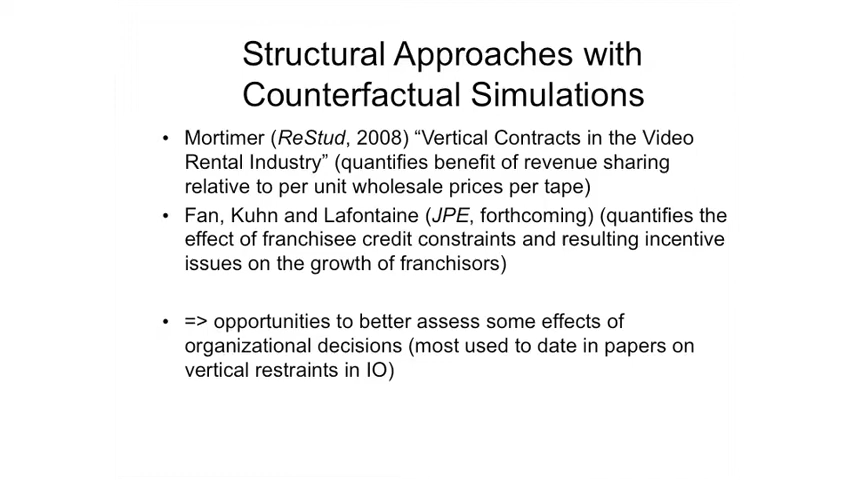 Structural Approaches with
Counterfactual Simulations
• Mortimer (ReStud, 2008) “Vertical Contracts in the Video
Rental Industry” (quantifies benefit of revenue sharing
relative to per unit wholesale prices per tape)
• Fan, Kuhn and Lafontaine (JPE, forthcoming) (quantifies the
effect of franchisee credit constraints and resulting incentive
issues on the growth of franchisors)
• => opportunities to better assess some effects of
organizational decisions (most used to date in papers on
vertical restraints in IO)